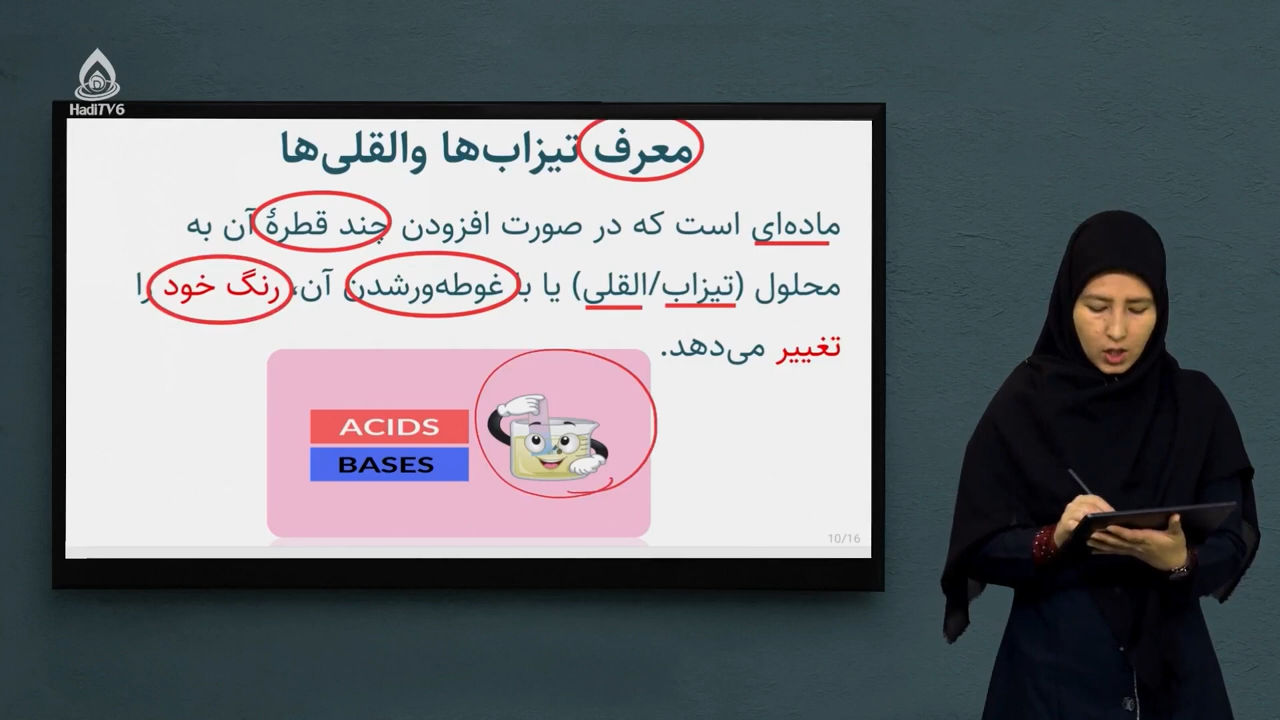 HadiTV6
معرف تیزاب‌ها والقلی‌ها
ماده‌ای است که در صورت افزودن چند قطرهٔ آن به
محلول (تیزاب/القلی) یا با غوطه‌ورشدن آن، رنگ خود را
تغییر می‌دهد.
ACIDS
BASES
10/16